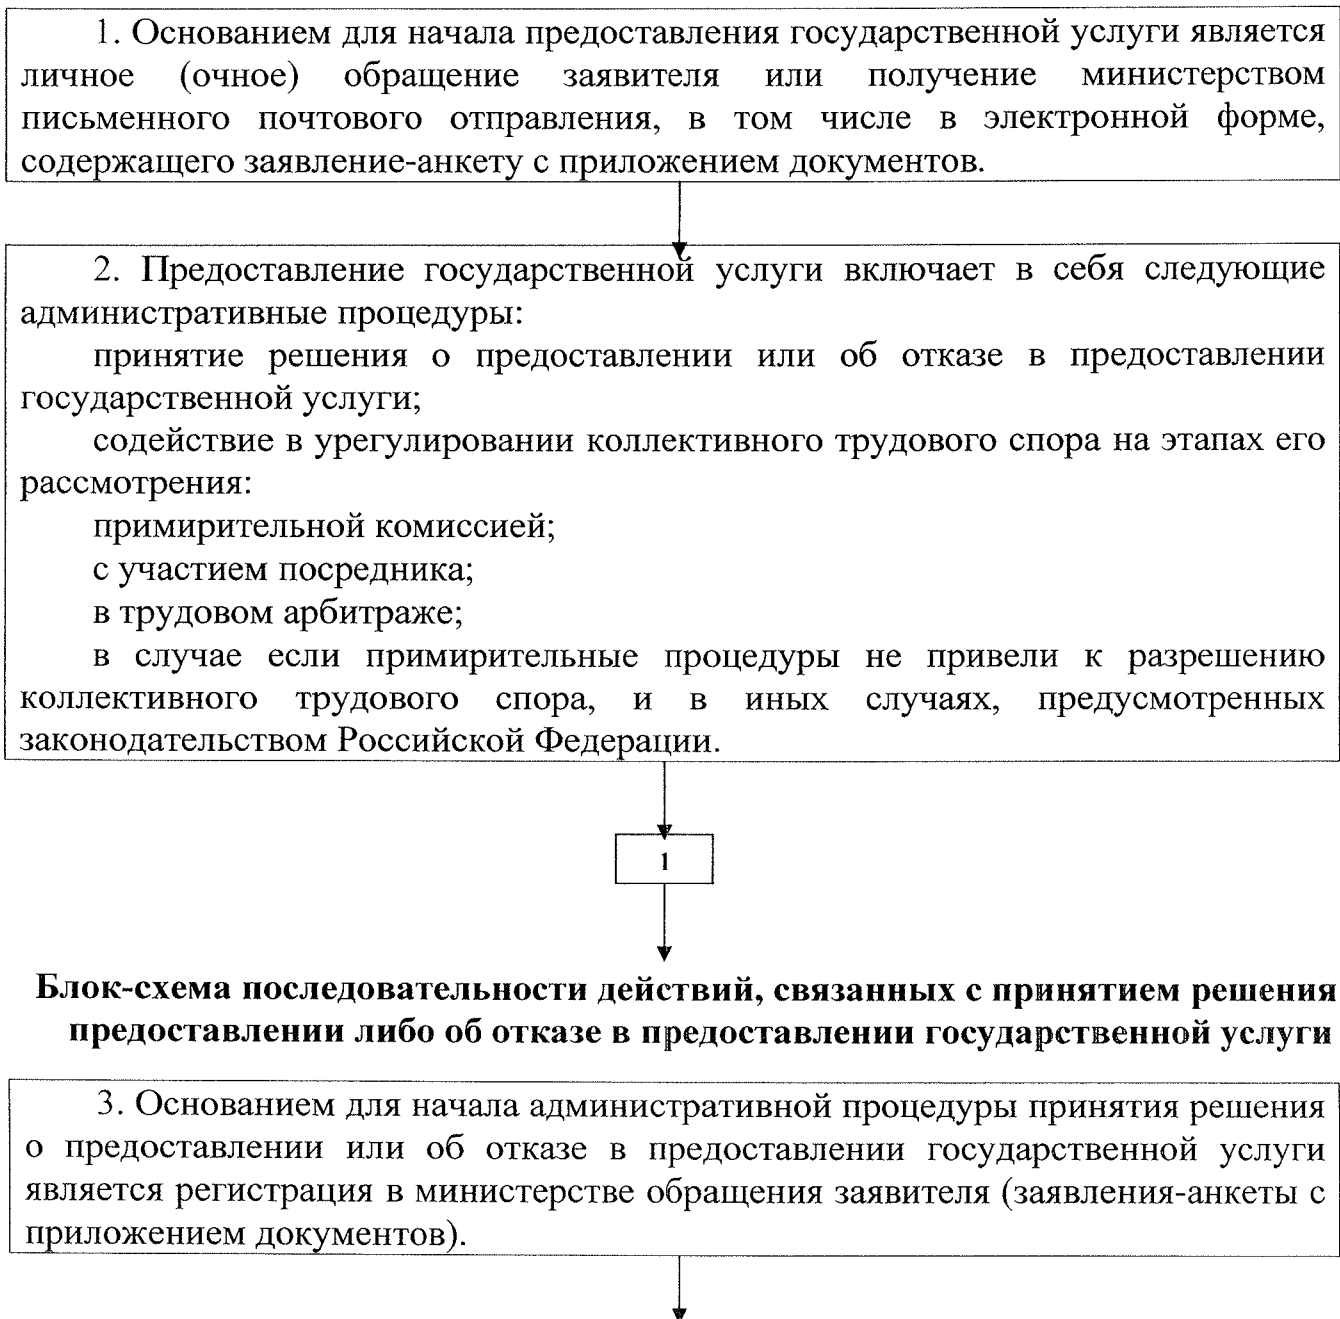 1. Основанием для начала предоставления государственной услуги является
личное (очное) обращение заявителя или получение министерством
письменного почтового отправления, в том числе в электронной форме,
содержащего заявление-анкету с приложением документов.
2. Предоставление государственной услуги включает в себя следующие
административные процедуры:
принятие решения о предоставлении или об отказе в предоставлении
государственной услуги;
содействие в урегулировании коллективного трудового спора на этапах его
рассмотрения:
примирительной комиссией;
с участием посредника;
в трудовом арбитраже;
в случае если примирительные процедуры не привели к разрешению
коллективного трудового спора, и в иных случаях, предусмотренных
законодательством Российской Федерации.
1
Блок-схема последовательности действий, связанных с принятием решения
предоставлении либо об отказе в предоставлении государственной услуги
3. Основанием для начала административной процедуры принятия решения
о предоставлении или об отказе в предоставлении государственной услуги
является регистрация в министерстве обращения заявителя (заявления-анкеты с
приложением документов).